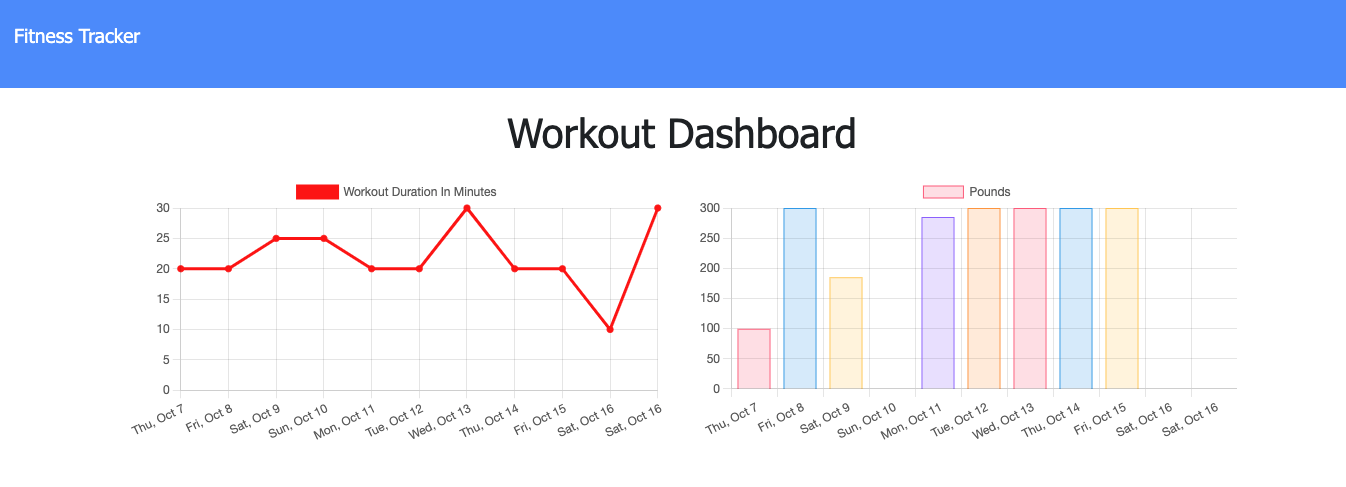 Fitness Tracker
Workout Dashboard
Workout Duration In Minutes
30
25
20
15
10
5
0
Thu, Oct 7
Fri, Oct 8
Sat, Oct 9
Sun, Oct 10
Mon, Oct 11
Tue, Oct 12
Wed, Oct 13
Thu, Oct 14
Fri, Oct 15
Sat, Oct 16
Sat, Oct 16
Pounds
300
250
200
150
100
50
0
Thu, Oct 7
Fri, Oct 8
Sat, Oct 9
Sun, Oct 10
Mon, Oct 11
Tue, Oct 12
Wed, Oct 13
Thu, Oct 14
Fri, Oct 15
Sat, Oct 16
Sat, Oct 16